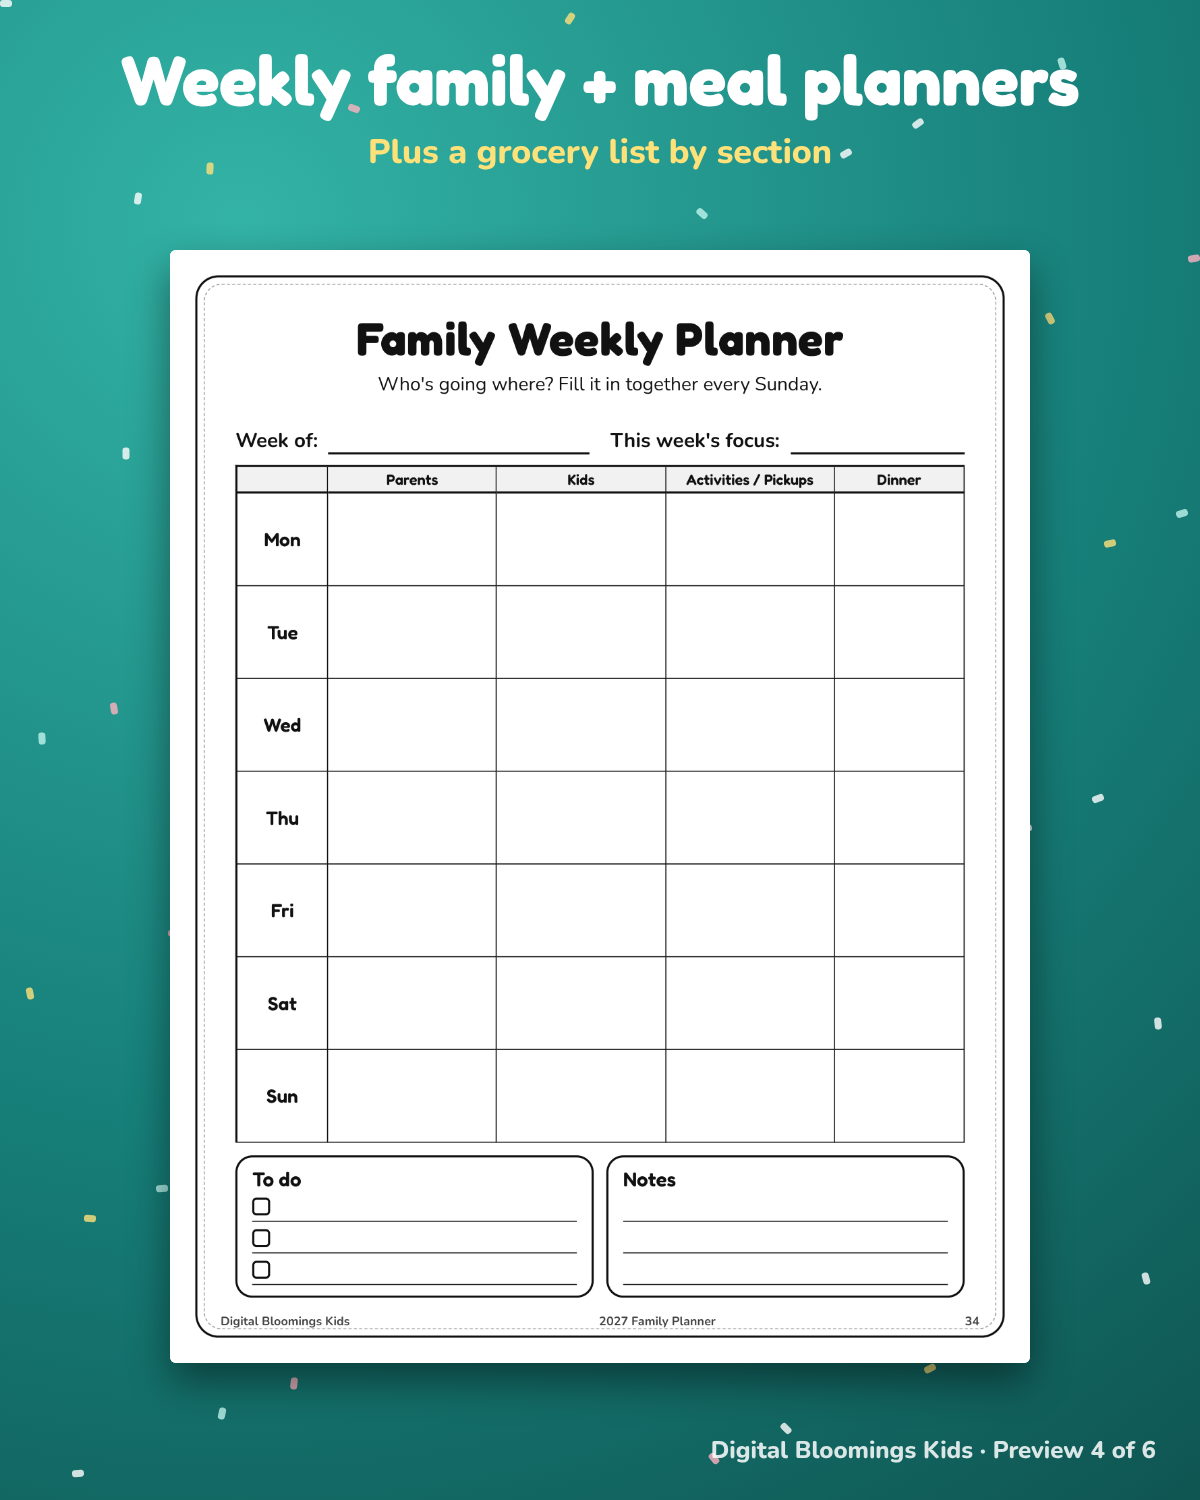 Weekly family + meal planners
Plus a grocery list by section
Family Weekly Planner
Who's going where? Fill it in together every Sunday.
Week of: This week's focus:
Parents Kids Activities / Pickups Dinner
Mon
Tue
Wed
Thu
Fri
Sat
Sun
To do Notes
Digital Bloomings Kids 2027 Family Planner 34
Digital Bloomings Kids · Preview 4 of 6